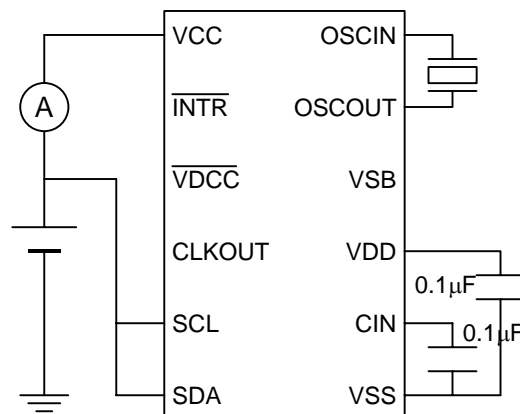 VCC OSCIN
A
INTR OSCOUT
VDCC VSB
CLKOUT VDD
0.1μF
SCL CIN
0.1μF
SDA VSS